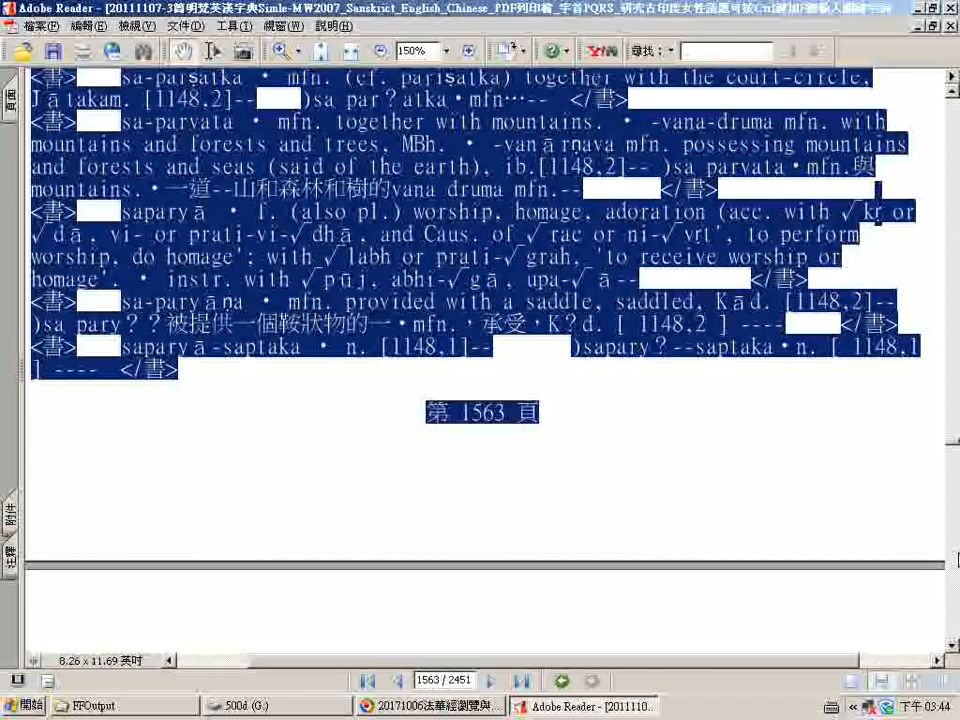 Adobe Reader - [20111107-3簡明梵英漢字典Simle-MW2007_Sanskrict_English_Chinese_PDF列印檔_字首PQRS_研究古印度女性議題可按Ctrl鍵加F鍵輸入關鍵字詞
檔案(F) 編輯(E) 檢視(V) 文件(D) 工具(T) 視窗(W) 說明(H)
150% 尋找:
頁面
<書> sa-parṣatka • mfn. (cf. pariṣatka) together with the court-circle,
Jātakam. [1148,2]-- )sa par?atka•mfn…-- </書>
<書> sa-parvata • mfn. together with mountains. • -vana-druma mfn. with
mountains and forests and trees, MBh. • -vanārṇava mfn. possessing mountains
and forests and seas (said of the earth), ib.[1148,2]-- )sa parvata•mfn.與
mountains.•一道--山和森林和樹的vana druma mfn.-- </書>
<書> saparyā • f. (also pl.) worship, homage, adoration (acc. with √kṛ or
√dā, vi- or prati-vi-√dhā, and Caus. of √rac or ni-√vṛt', to perform
worship, do homage'; with √labh or prati-√grah, 'to receive worship or
homage'. • instr. with √pūj, abhi-√gā, upa-√ā-- </書>
<書> sa-paryāṇa • mfn. provided with a saddle, saddled, Kād. [1148,2]--
)sa pary??被提供一個鞍狀物的一•mfn.，承受，K?d. [ 1148,2 ] ---- </書>
<書> saparyā-saptaka • n. [1148,1]-- )sapary?--saptaka•n. [ 1148,1
] ---- </書>
第 1563 頁
附件
注釋
8.26 x 11.69 英吋
1563 / 2451
開始 FFOutput 500d (G:) 20171006法華經瀏覽與... Adobe Reader - [2011110... 下午 03:44